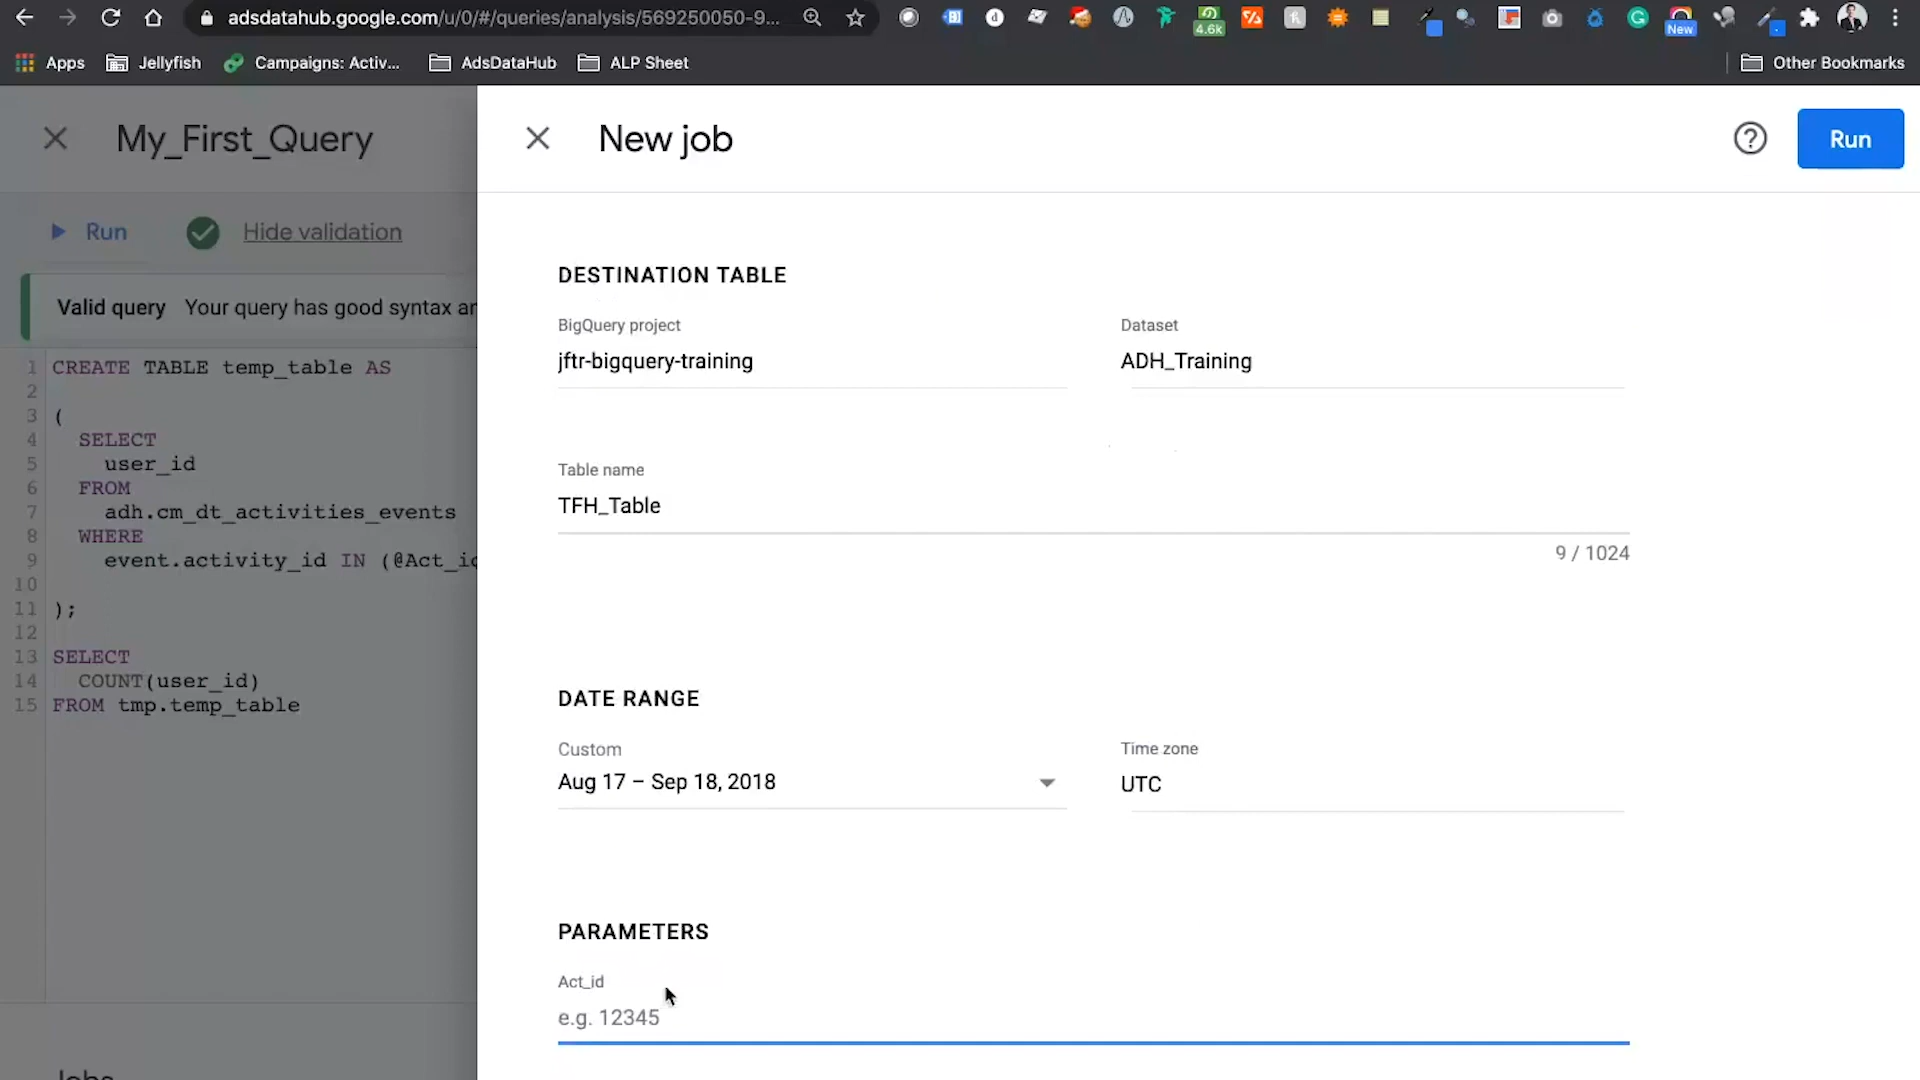 adsdatahub.google.com/u/0/#/queries/analysis/569250050-9...
4.6k
New
Apps
Jellyfish
Campaigns: Activ...
AdsDataHub
ALP Sheet
Other Bookmarks
My_First_Query
New job
Run
Run
Hide validation
Valid query Your query has good syntax
DESTINATION TABLE
BigQuery project
jftr-bigquery-training
Dataset
ADH_Training
Table name
TFH_Table
9 / 1024
1 CREATE TABLE temp_table AS
2
3 (
4 SELECT
5 user_id
6 FROM
7 adh.cm_dt_activities_events
8 WHERE
9 event.activity_id IN (@Act_id
10
11 );
12
13 SELECT
14 COUNT(user_id)
15 FROM tmp.temp_table
DATE RANGE
Custom
Aug 17 – Sep 18, 2018
Time zone
UTC
PARAMETERS
Act_id
e.g. 12345
Jobs